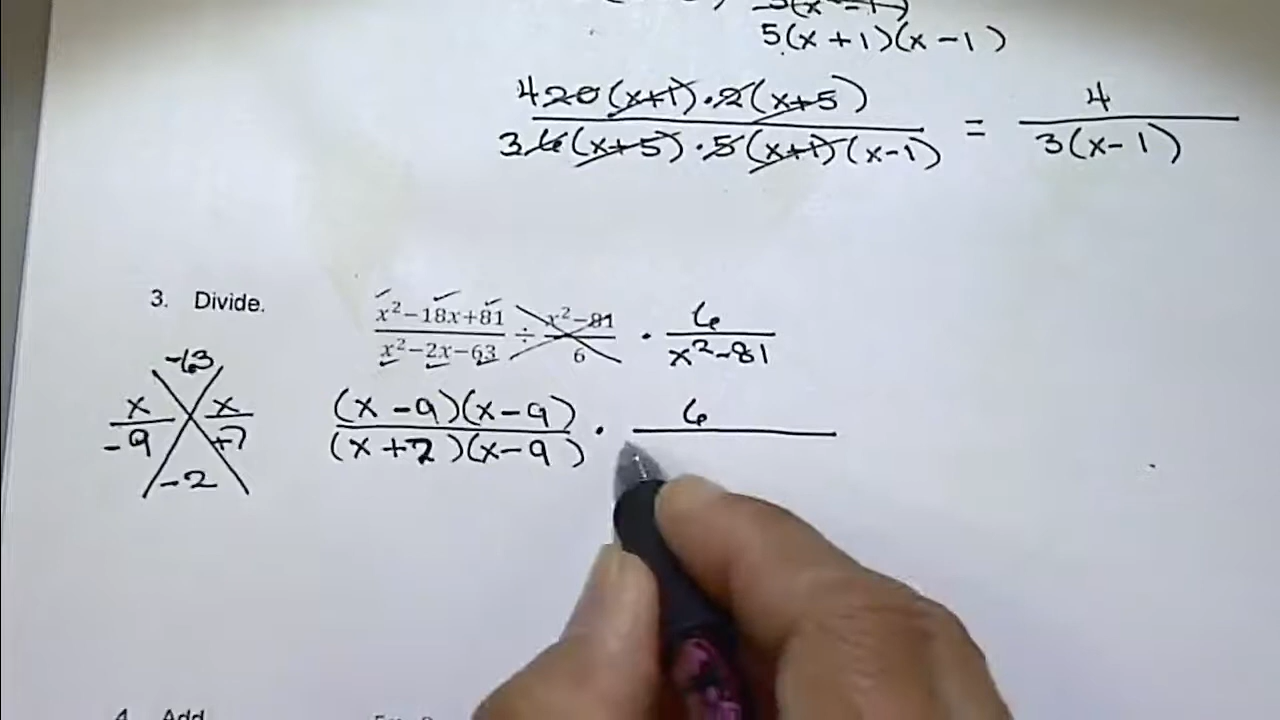 5(x+1)(x-1)
420(x+1)·2(x+5) / 36(x+5)·5(x+1)(x-1) = 4 / 3(x-1)
3. Divide. x²-18x+81 / x²-2x-63 ÷ x²-81 / 6 · 6 / x²-81
-63
x x
-9 +7
-2
(x-9)(x-9) / (x+7)(x-9) · 6
4. Add